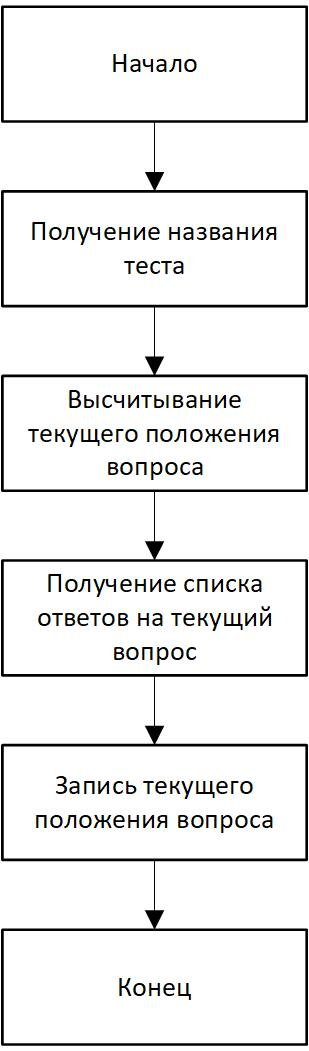 Начало
Получение названия
теста
Высчитывание
текущего положения
вопроса
Получение списка
ответов на текущий
вопрос
Запись текущего
положения вопроса
Конец